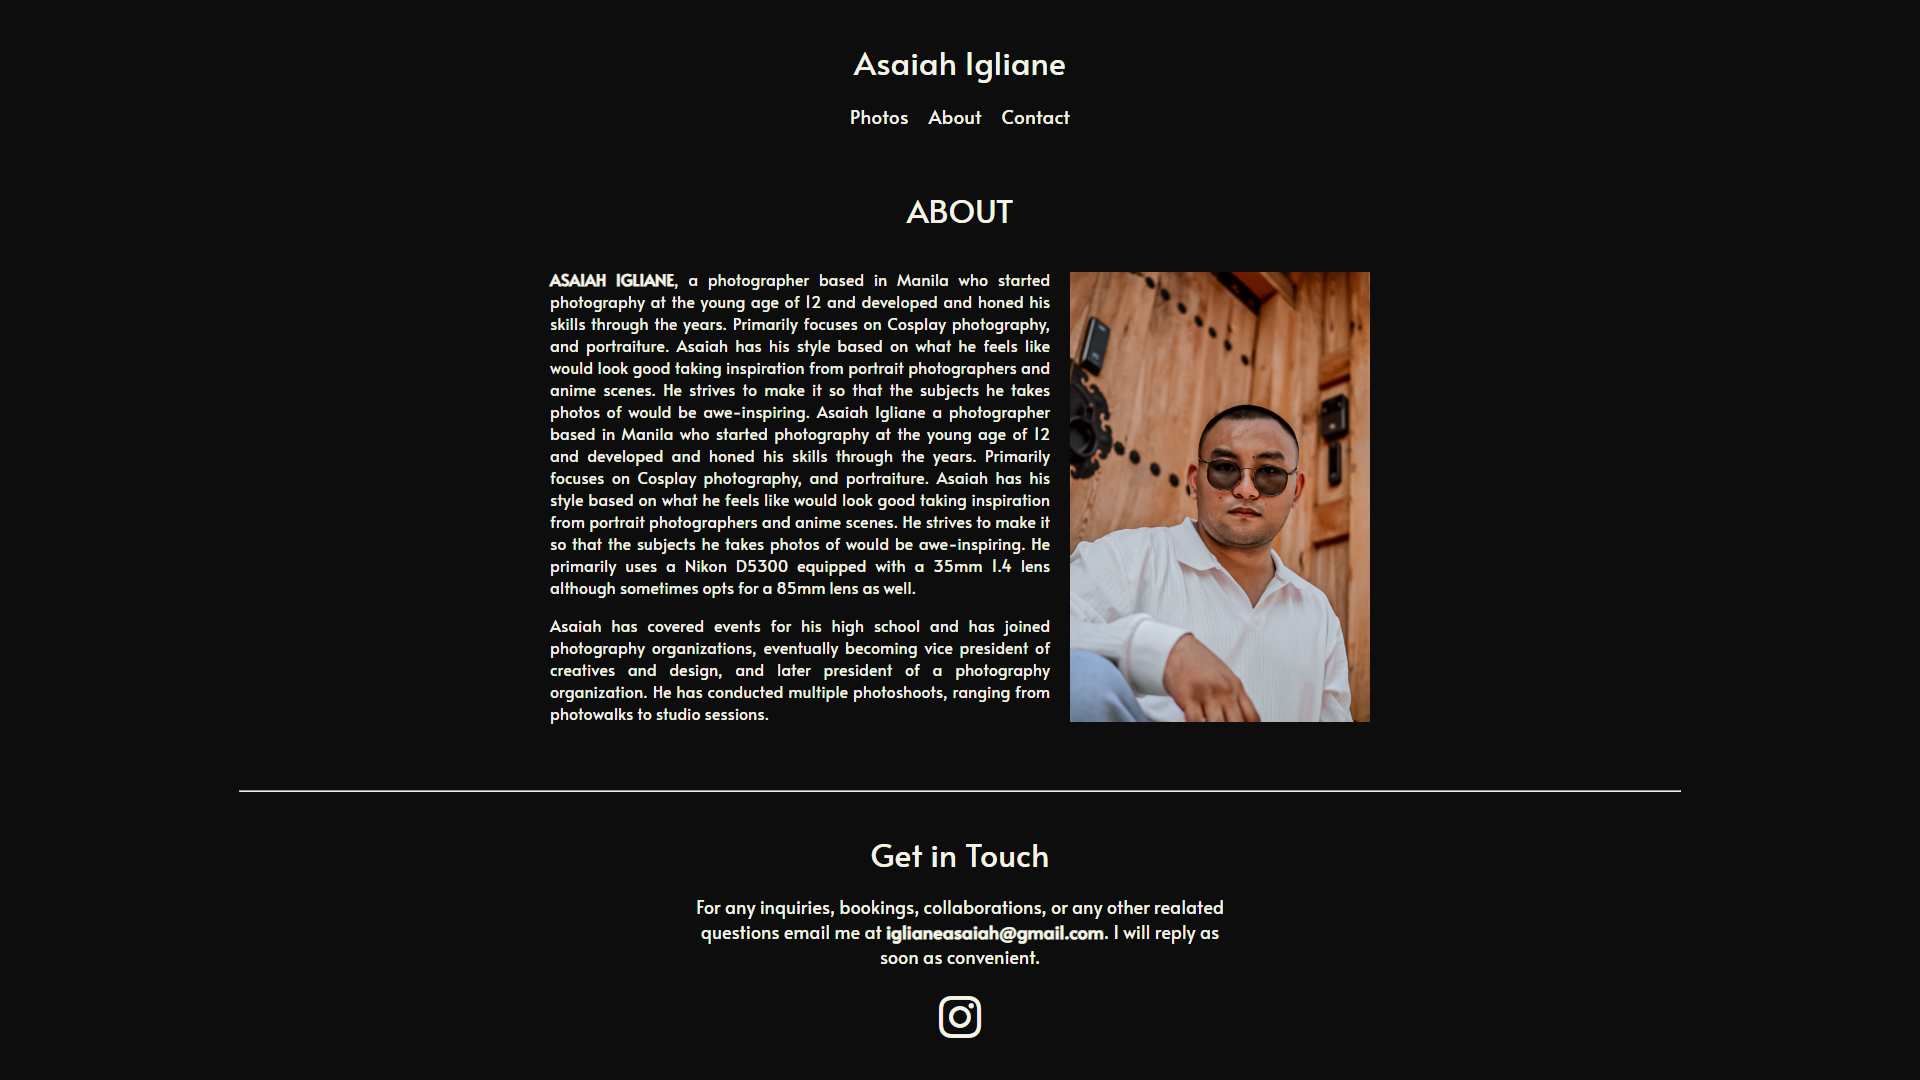 Asaiah Igliane
Photos About Contact
ABOUT
ASAIAH IGLIANE, a photographer based in Manila who started
photography at the young age of 12 and developed and honed his
skills through the years. Primarily focuses on Cosplay photography,
and portraiture. Asaiah has his style based on what he feels like
would look good taking inspiration from portrait photographers and
anime scenes. He strives to make it so that the subjects he takes
photos of would be awe-inspiring. Asaiah Igliane a photographer
based in Manila who started photography at the young age of 12
and developed and honed his skills through the years. Primarily
focuses on Cosplay photography, and portraiture. Asaiah has his
style based on what he feels like would look good taking inspiration
from portrait photographers and anime scenes. He strives to make it
so that the subjects he takes photos of would be awe-inspiring. He
primarily uses a Nikon D5300 equipped with a 35mm 1.4 lens
although sometimes opts for a 85mm lens as well.
Asaiah has covered events for his high school and has joined
photography organizations, eventually becoming vice president of
creatives and design, and later president of a photography
organization. He has conducted multiple photoshoots, ranging from
photowalks to studio sessions.
Get in Touch
For any inquiries, bookings, collaborations, or any other realated
questions email me at iglianeasaiah@gmail.com. I will reply as
soon as convenient.